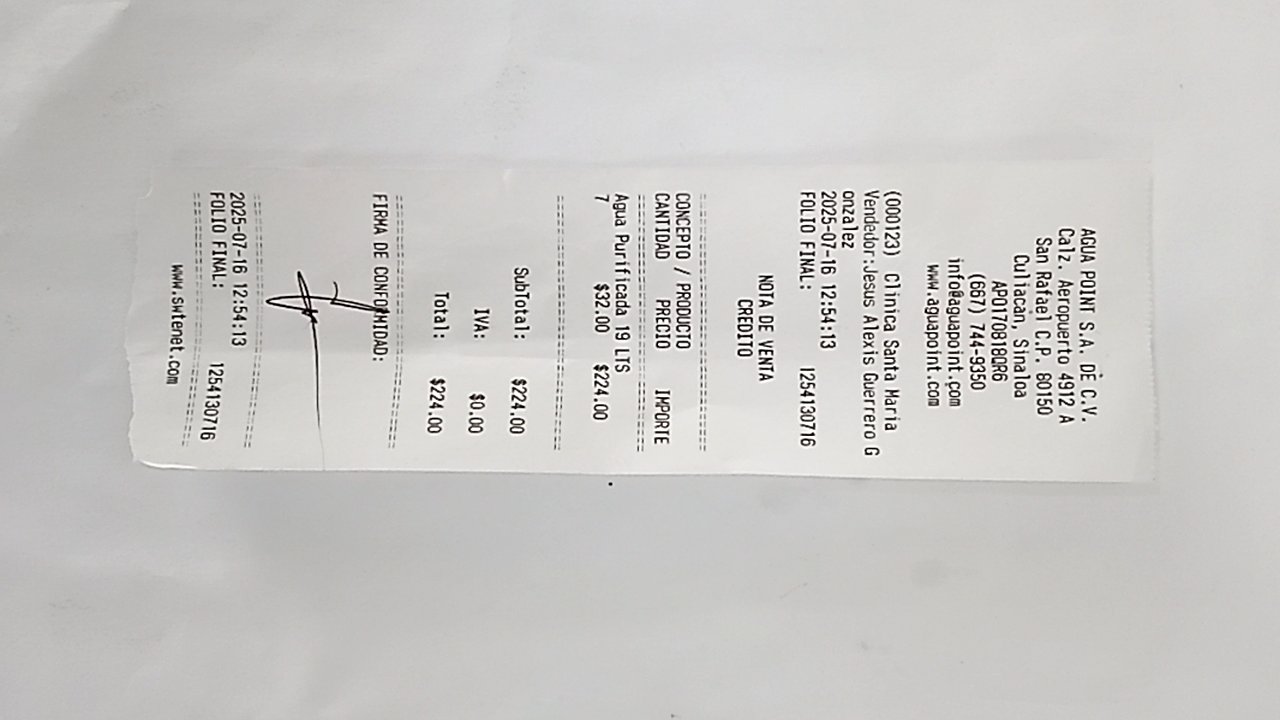 AGUA POINT S.A. DE C.V.
Calz. Aeropuerto 4912 A
San Rafael C.P. 80150
Culiacan, Sinaloa
APO170818QR6
(667) 744-9350
info@aguapoint.com
www.aguapoint.com
(000123) Clinica Santa Maria
Vendedor:Jesus Alexis Guerrero G
onzalez
2025-07-16 12:54:13
FOLIO FINAL: 1254130716
NOTA DE VENTA
CREDITO
================================
CONCEPTO / PRODUCTO
CANTIDAD PRECIO IMPORTE
================================
Agua Purificada 19 LTS
7 $32.00 $224.00
================================
SubTotal: $224.00
IVA: $0.00
Total: $224.00
================================
FIRMA DE CONFORMIDAD:
================================
2025-07-16 12:54:13
FOLIO FINAL: 1254130716
================================
www.swtenet.com